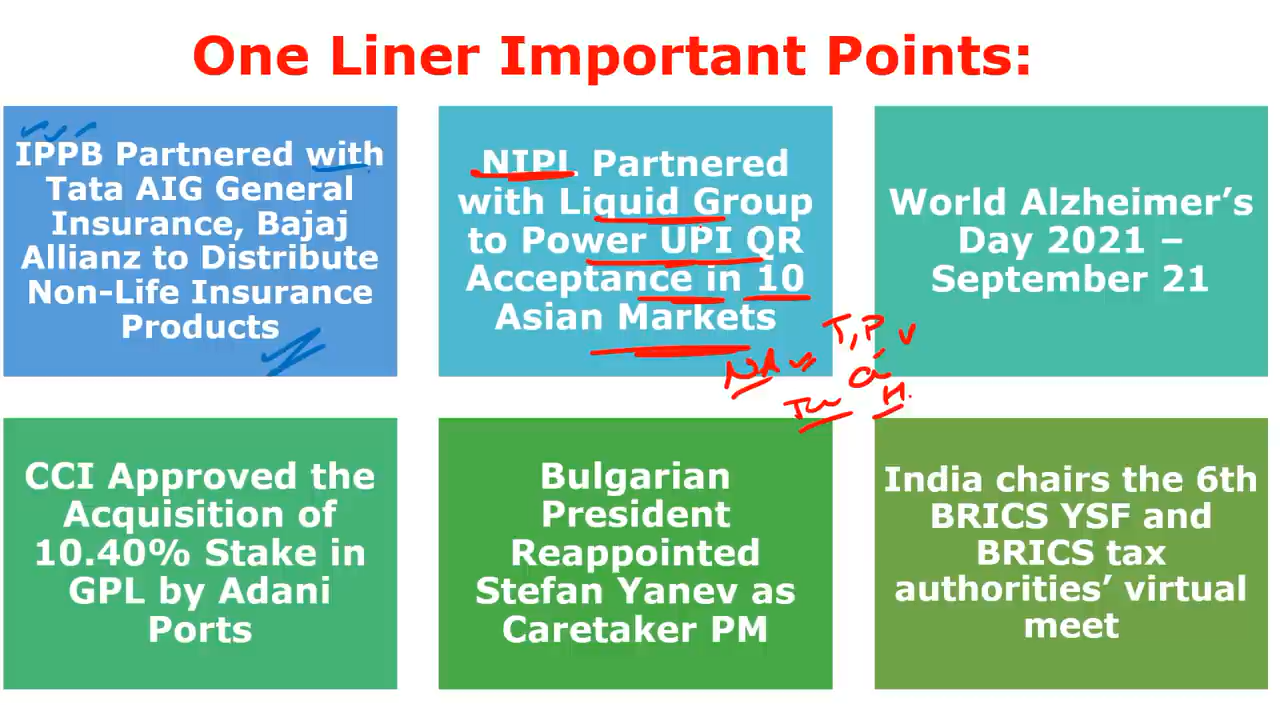 One Liner Important Points:
IPPB Partnered with
Tata AIG General
Insurance, Bajaj
Allianz to Distribute
Non-Life Insurance
Products
NIPL Partnered
with Liquid Group
to Power UPI QR
Acceptance in 10
Asian Markets
World Alzheimer’s
Day 2021 –
September 21
T, P
CCI Approved the
Acquisition of
10.40% Stake in
GPL by Adani
Ports
Bulgarian
President
Reappointed
Stefan Yanev as
Caretaker PM
India chairs the 6th
BRICS YSF and
BRICS tax
authorities’ virtual
meet